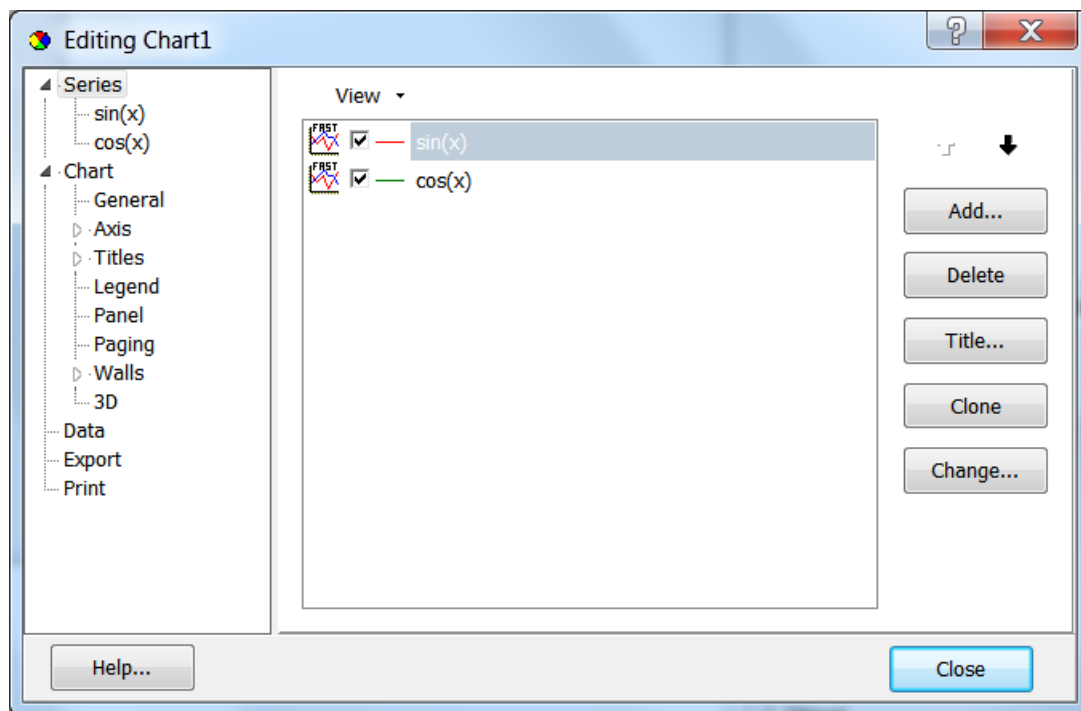 Editing Chart1
Series
sin(x)
cos(x)
Chart
General
Axis
Titles
Legend
Panel
Paging
Walls
3D
Data
Export
Print
View
FAST
sin(x)
FAST
cos(x)
Add...
Delete
Title...
Clone
Change...
Help...
Close